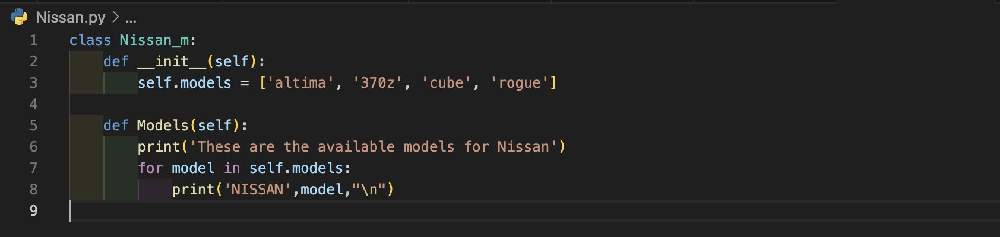 Nissan.py > ...
1 class Nissan_m:
2     def __init__(self):
3         self.models = ['altima', '370z', 'cube', 'rogue']
4
5     def Models(self):
6         print('These are the available models for Nissan')
7         for model in self.models:
8             print('NISSAN',model,"\n")
9